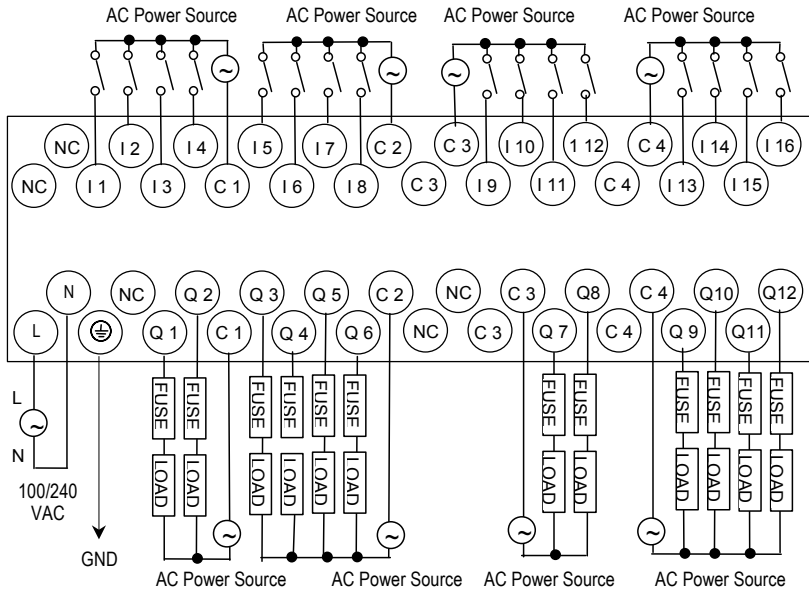 AC Power Source AC Power Source AC Power Source AC Power Source
~ ~ ~ ~
NC I 2 I 4 I 5 I 7 C 2 C 3 I 10 1 12 C 4 I 14 I 16
NC I 1 I 3 C 1 I 6 I 8 C 3 I 9 I 11 C 4 I 13 I 15
N NC Q 2 Q 3 Q 5 C 2 NC C 3 Q8 C 4 Q10 Q12
L Q 1 C 1 Q 4 Q 6 NC C 3 Q 7 C 4 Q 9 Q11
FUSE FUSE FUSE FUSE FUSE FUSE FUSE FUSE FUSE FUSE FUSE FUSE
L
~
N
LOAD LOAD LOAD LOAD LOAD LOAD LOAD LOAD LOAD LOAD LOAD LOAD
100/240
VAC
~ ~ ~ ~
GND
AC Power Source AC Power Source AC Power Source AC Power Source